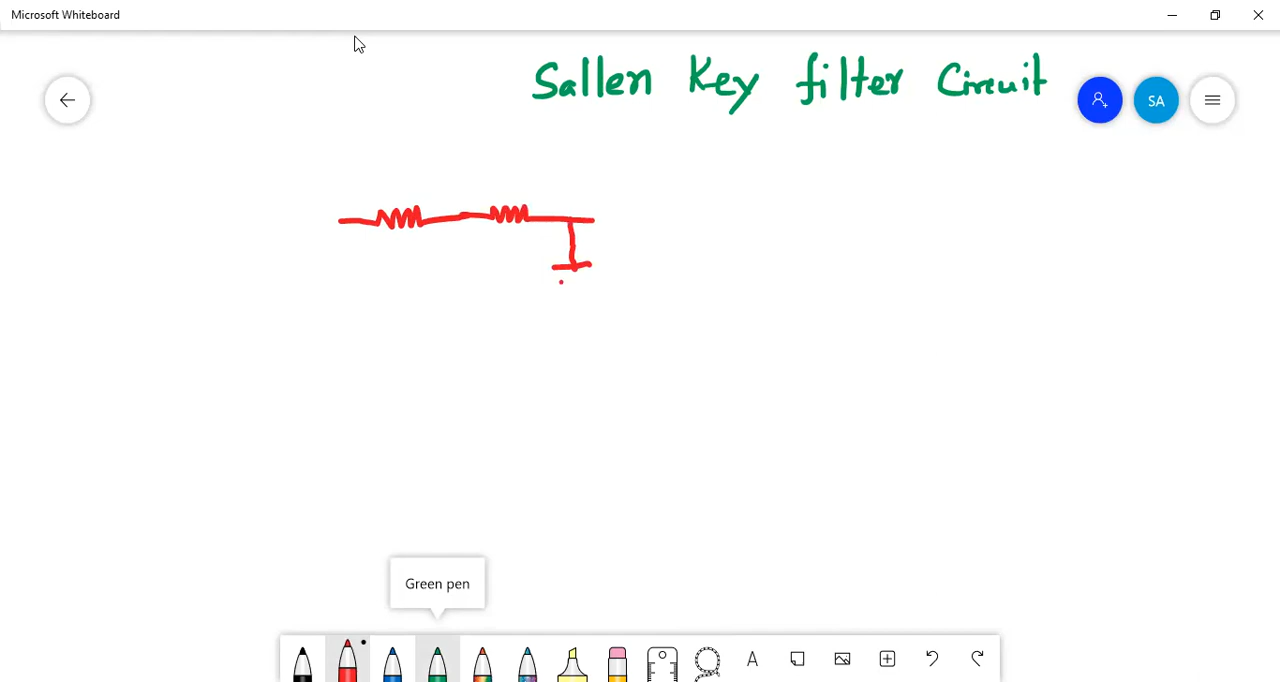 Microsoft Whiteboard
Sallen Key filter Circuit
SA
Green pen
A